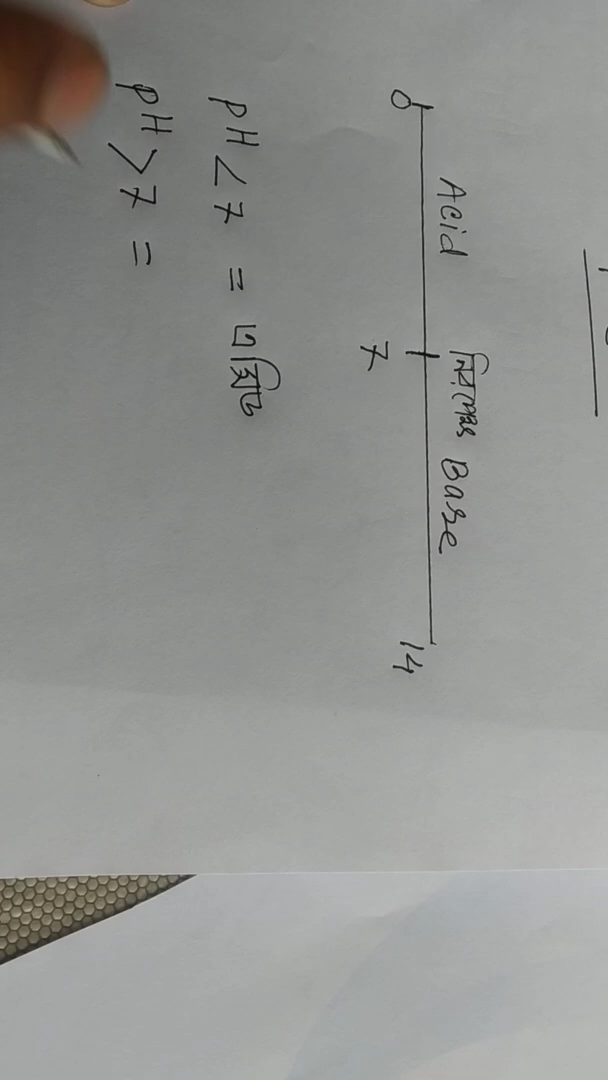 Acid নিরপেক্ষ Base
0 7 14
pH < 7 = এসিড
pH > 7 =